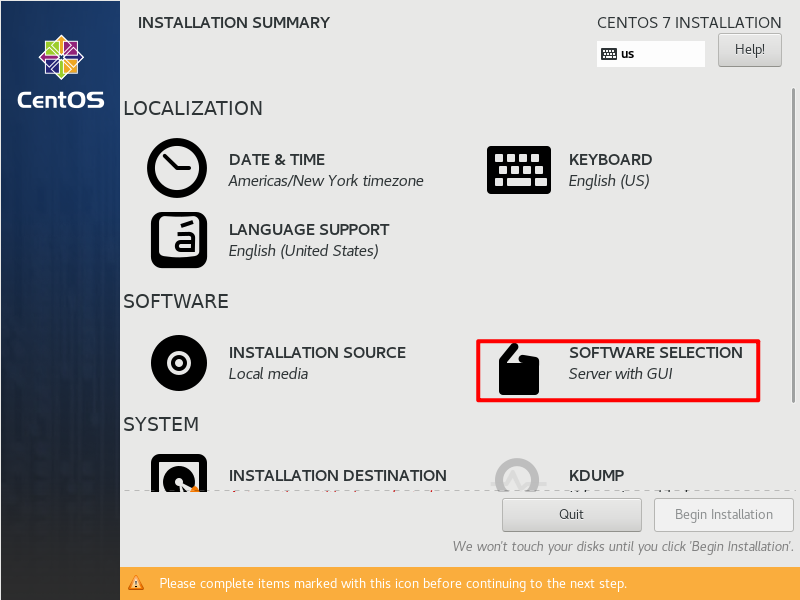 INSTALLATION SUMMARY
CENTOS 7 INSTALLATION
us
Help!
CentOS
LOCALIZATION
DATE & TIME
Americas/New York timezone
KEYBOARD
English (US)
LANGUAGE SUPPORT
English (United States)
SOFTWARE
INSTALLATION SOURCE
Local media
SOFTWARE SELECTION
Server with GUI
SYSTEM
INSTALLATION DESTINATION
KDUMP
Quit
Begin Installation
We won't touch your disks until you click 'Begin Installation'.
Please complete items marked with this icon before continuing to the next step.